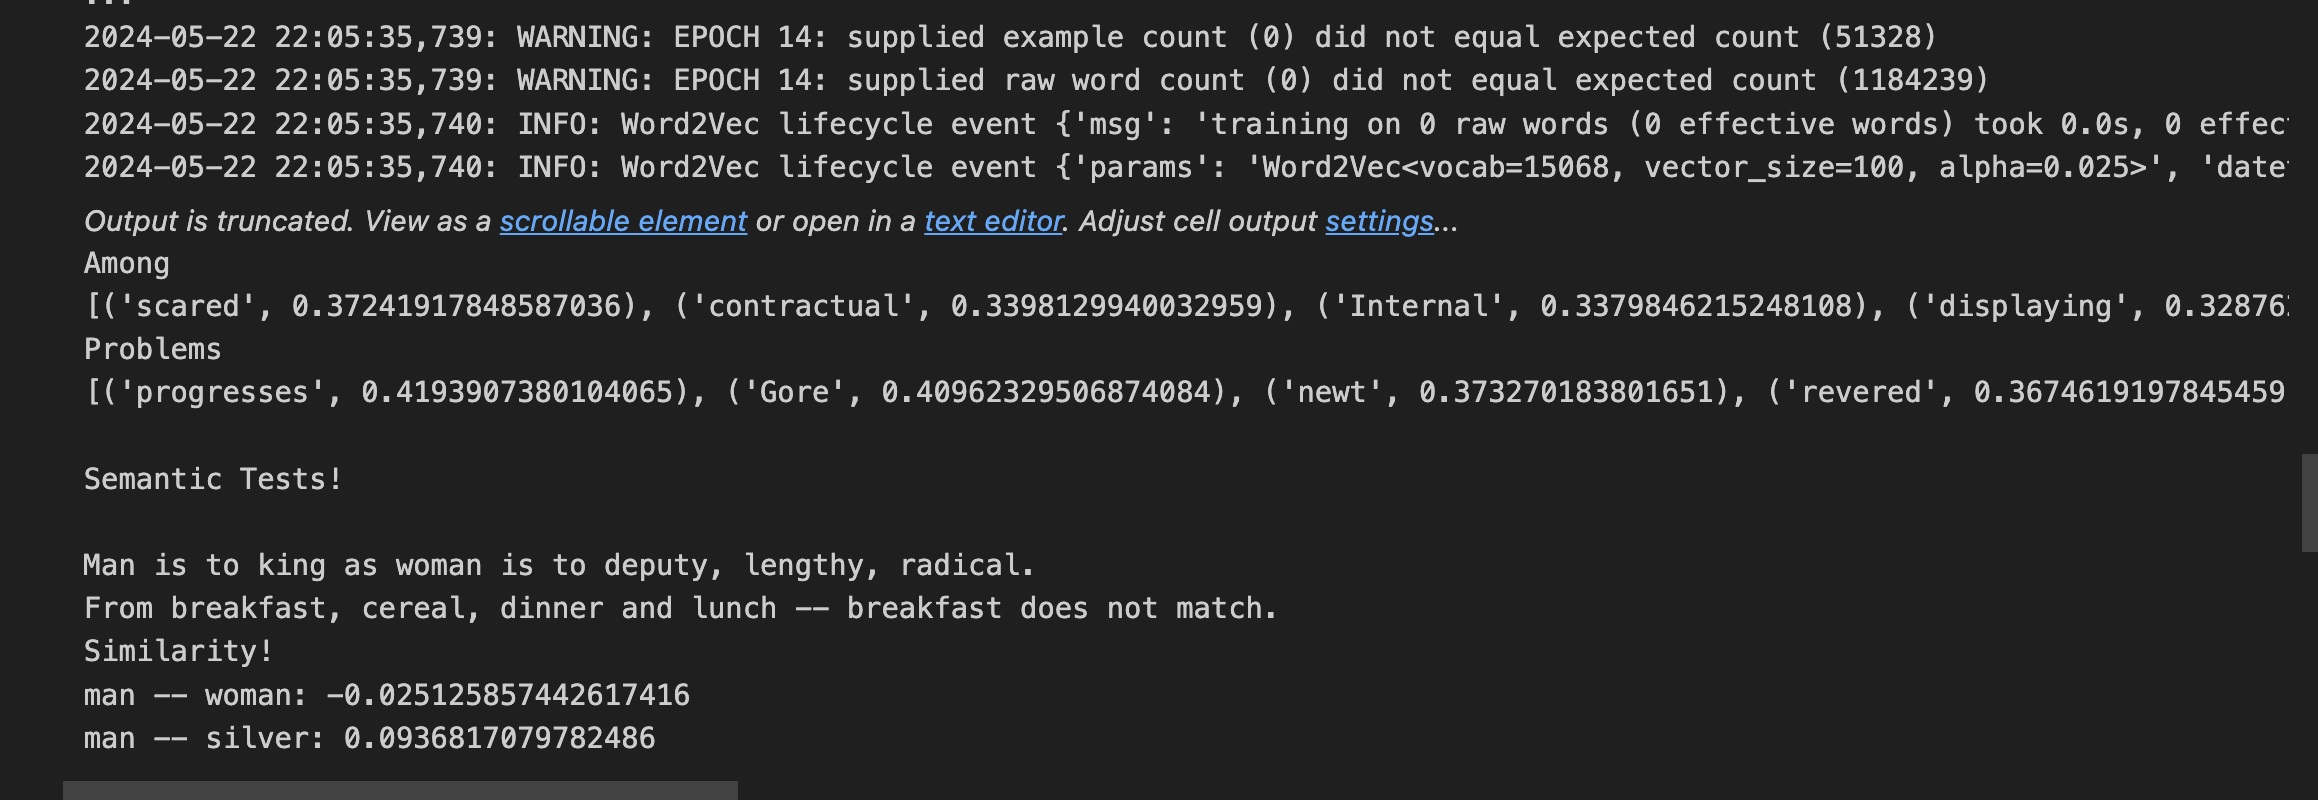 ...
2024-05-22 22:05:35,739: WARNING: EPOCH 14: supplied example count (0) did not equal expected count (51328)
2024-05-22 22:05:35,739: WARNING: EPOCH 14: supplied raw word count (0) did not equal expected count (1184239)
2024-05-22 22:05:35,740: INFO: Word2Vec lifecycle event {'msg': 'training on 0 raw words (0 effective words) took 0.0s, 0 effec
2024-05-22 22:05:35,740: INFO: Word2Vec lifecycle event {'params': 'Word2Vec<vocab=15068, vector_size=100, alpha=0.025>', 'date
Output is truncated. View as a scrollable element or open in a text editor. Adjust cell output settings...
Among
[('scared', 0.37241917848587036), ('contractual', 0.3398129940032959), ('Internal', 0.3379846215248108), ('displaying', 0.32876
Problems
[('progresses', 0.4193907380104065), ('Gore', 0.40962329506874084), ('newt', 0.373270183801651), ('revered', 0.3674619197845459
Semantic Tests!
Man is to king as woman is to deputy, lengthy, radical.
From breakfast, cereal, dinner and lunch -- breakfast does not match.
Similarity!
man -- woman: -0.025125857442617416
man -- silver: 0.0936817079782486